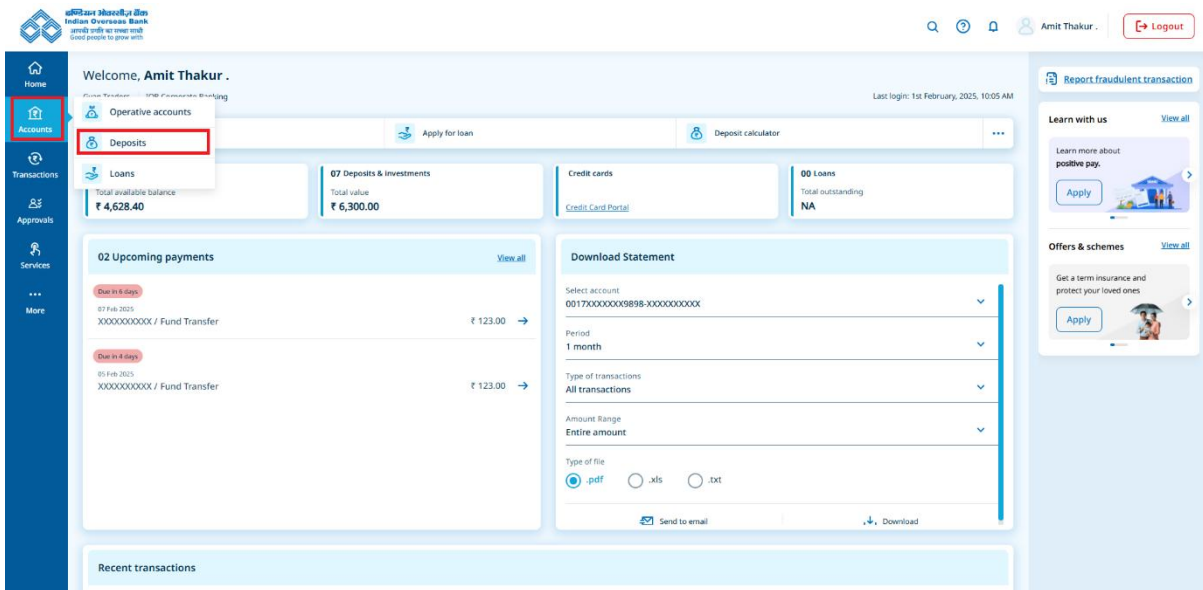 इण्डियन ओवरसीज़ बैंक
Indian Overseas Bank
आपकी प्रगति का सच्चा साथी
Good people to grow with
Amit Thakur .
Logout
Home
Accounts
Transactions
Approvals
Services
More
Welcome, Amit Thakur .
Last login: 1st February, 2025, 10:05 AM
Operative accounts
Deposits
Loans
Apply for loan
Deposit calculator
Total available balance
₹ 4,628.40
07 Deposits & investments
Total value
₹ 6,300.00
Credit cards
Credit Card Portal
00 Loans
Total outstanding
NA
02 Upcoming payments
View all
Due in 6 days
07 Feb 2025
XXXXXXXXXX / Fund Transfer
₹ 123.00
Due in 4 days
05 Feb 2025
XXXXXXXXXX / Fund Transfer
₹ 123.00
Download Statement
Select account
0017XXXXXXX9898-XXXXXXXXXX
Period
1 month
Type of transactions
All transactions
Amount Range
Entire amount
Type of file
.pdf
.xls
.txt
Send to email
Download
Recent transactions
Report fraudulent transaction
Learn with us
View all
Learn more about
positive pay.
Apply
Offers & schemes
View all
Get a term insurance and
protect your loved ones
Apply